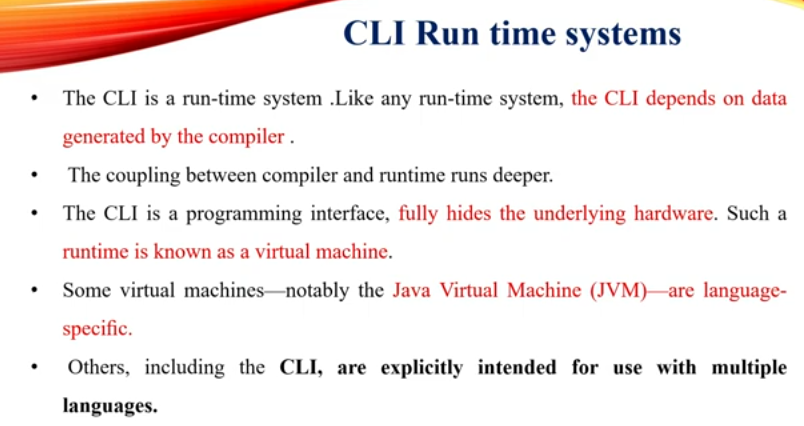 CLI Run time systems
• The CLI is a run-time system .Like any run-time system, the CLI depends on data
generated by the compiler .
• The coupling between compiler and runtime runs deeper.
• The CLI is a programming interface, fully hides the underlying hardware. Such a
runtime is known as a virtual machine.
• Some virtual machines—notably the Java Virtual Machine (JVM)—are language-
specific.
• Others, including the CLI, are explicitly intended for use with multiple
languages.